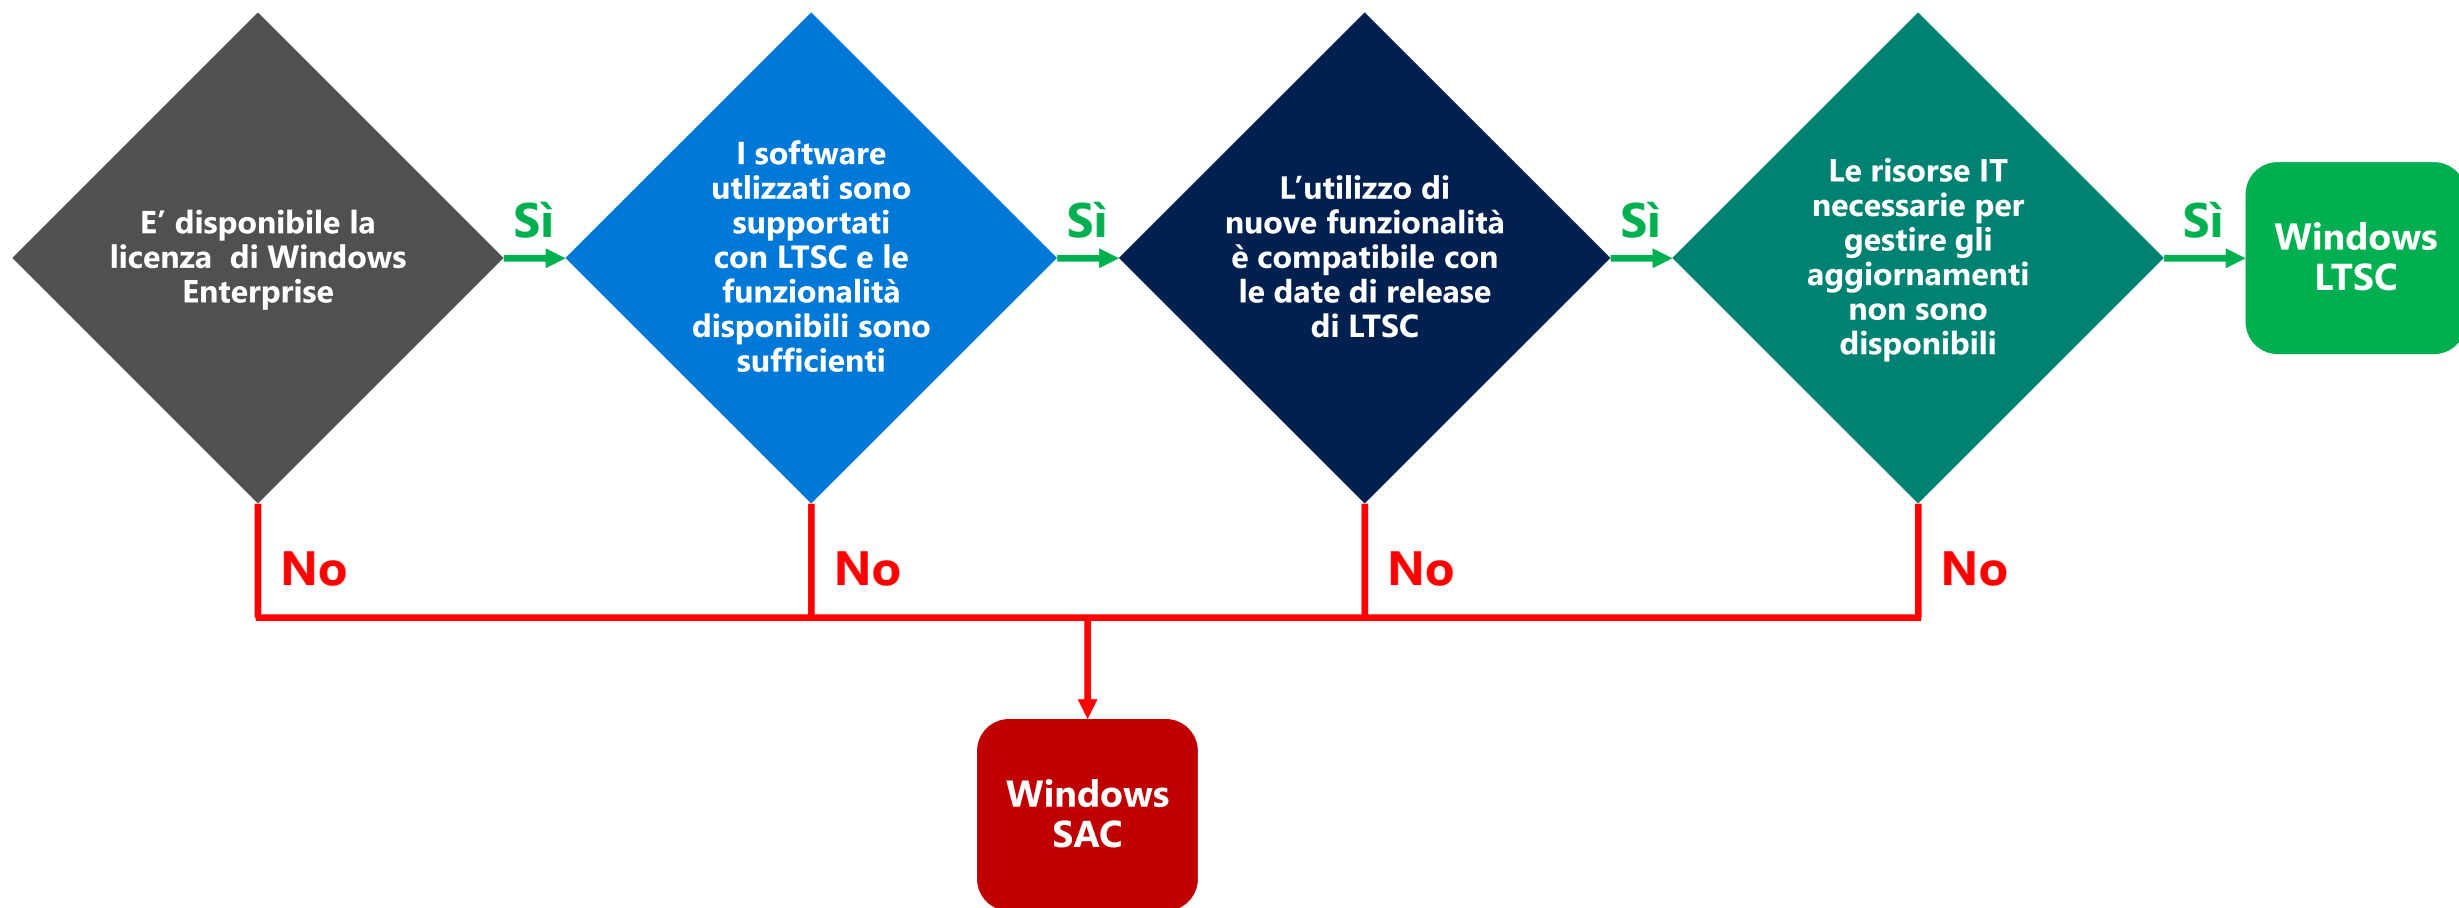 E’ disponibile la
licenza  di Windows
Enterprise
Sì
I software
utlizzati sono
supportati
con LTSC e le
funzionalità
disponibili sono
sufficienti
Sì
L’utilizzo di
nuove funzionalità
è compatibile con
le date di release
di LTSC
Sì
Le risorse IT
necessarie per
gestire gli
aggiornamenti
non sono
disponibili
Sì
Windows
LTSC
No
No
No
No
Windows
SAC